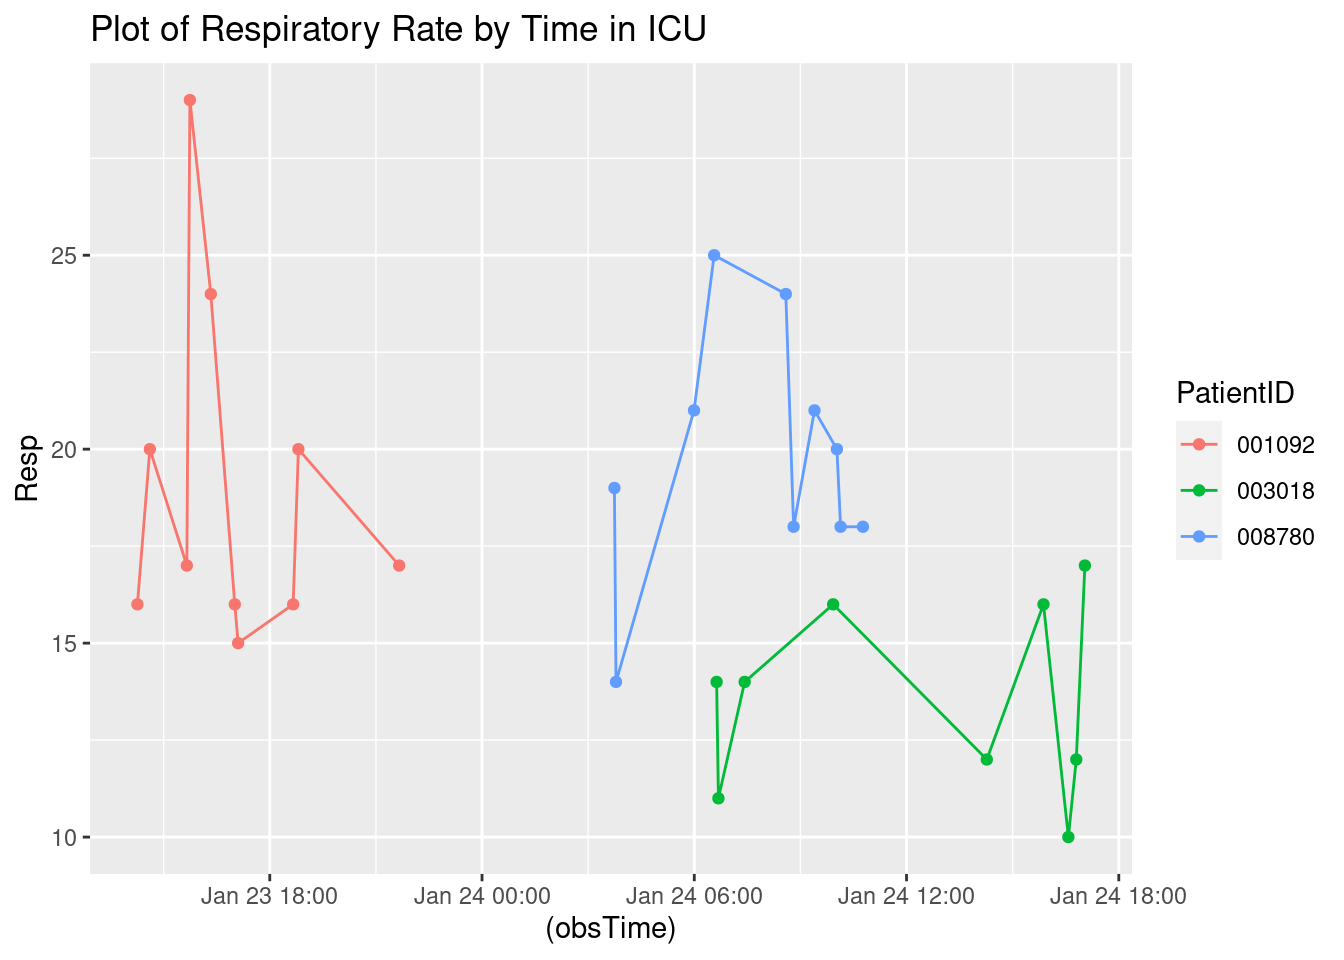 Plot of Respiratory Rate by Time in ICU
Resp
25
20
15
10
Jan 23 18:00
Jan 24 00:00
Jan 24 06:00
Jan 24 12:00
Jan 24 18:00
(obsTime)
PatientID
001092
003018
008780